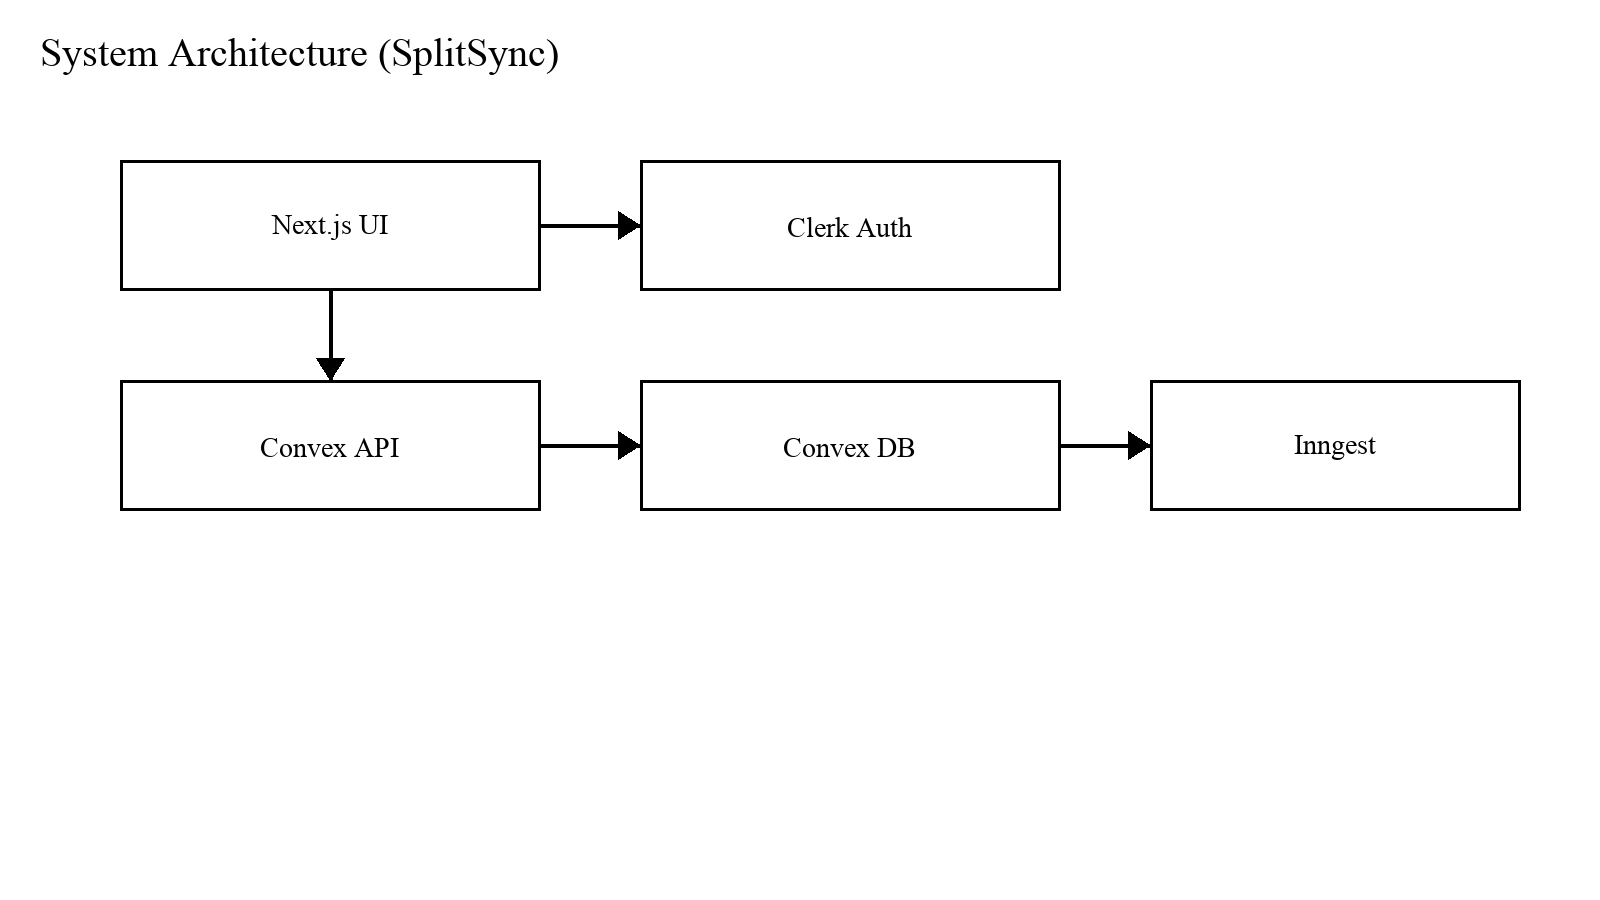 System Architecture (SplitSync)
Next.js UI
Clerk Auth
Convex API
Convex DB
Inngest